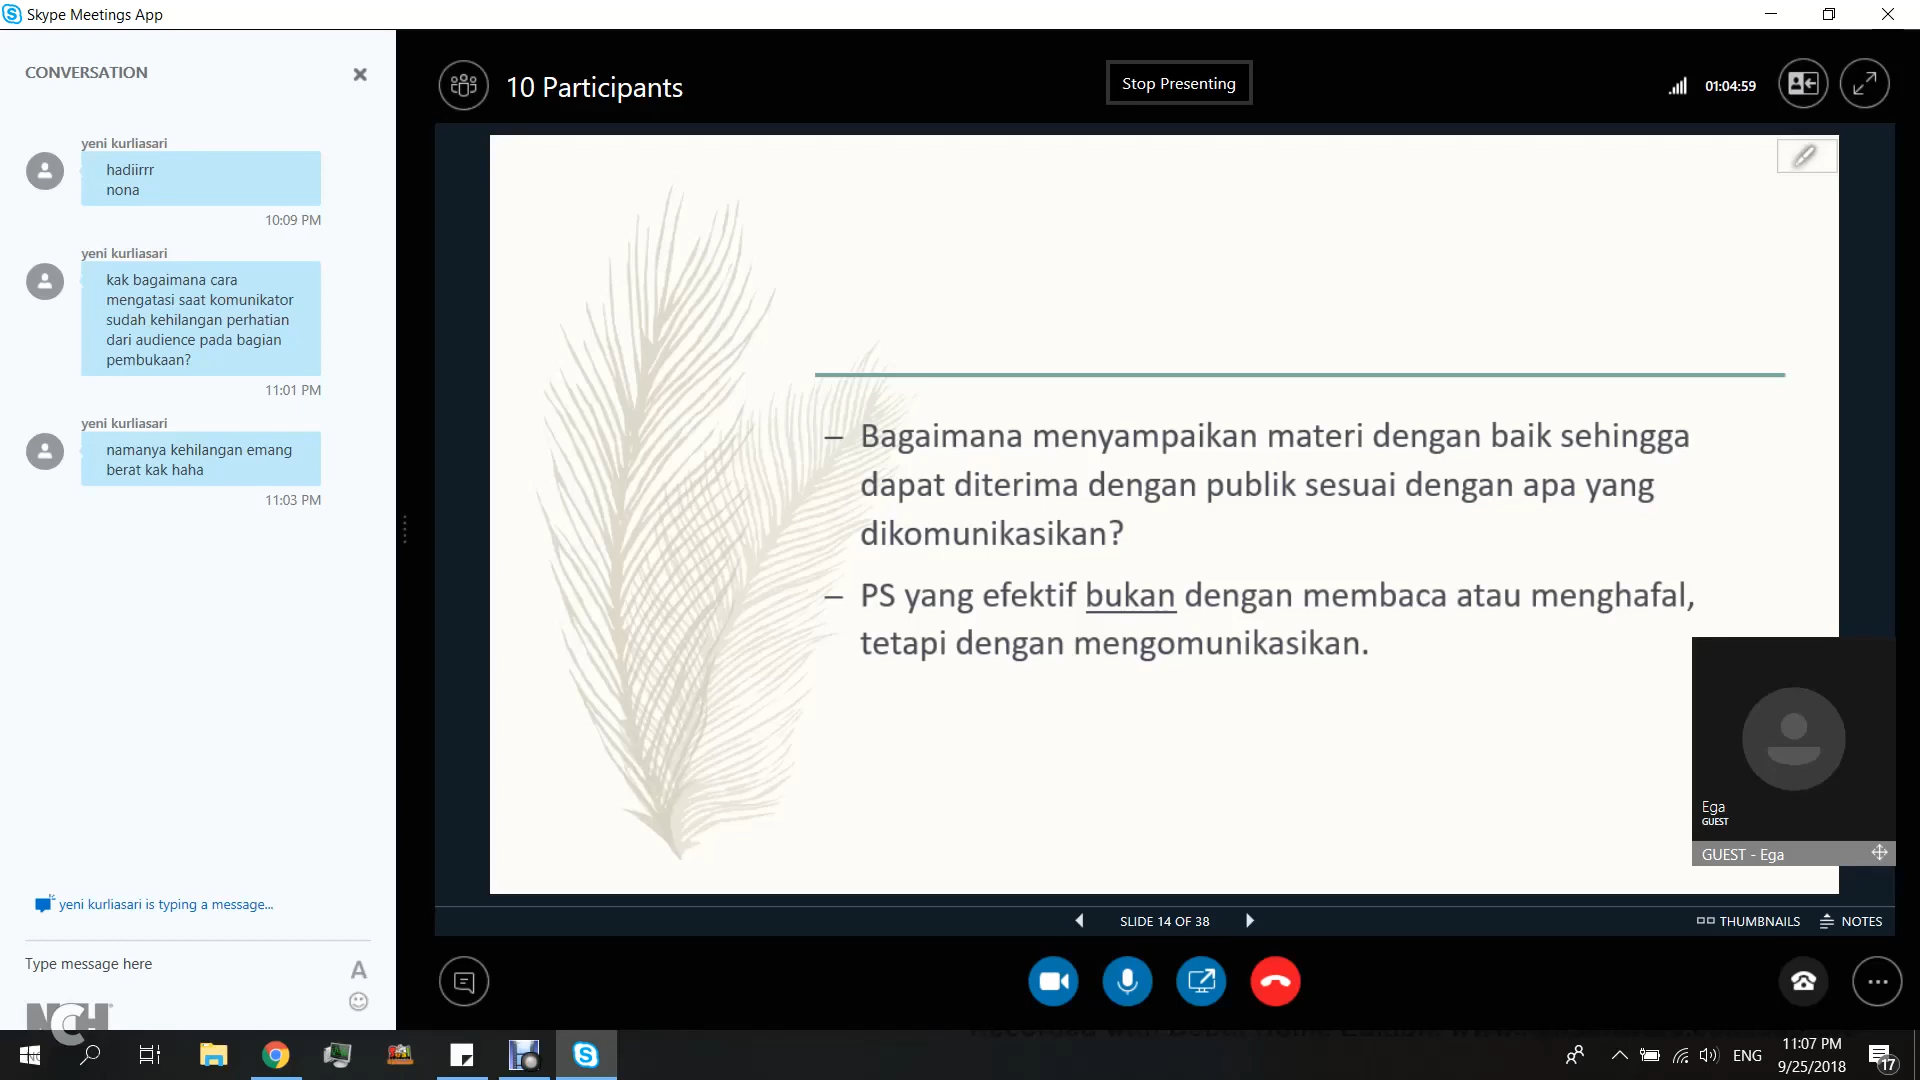 Skype Meetings App
CONVERSATION
yeni kurliasari
hadiirrr
nona
10:09 PM
yeni kurliasari
kak bagaimana cara
mengatasi saat komunikator
sudah kehilangan perhatian
dari audience pada bagian
pembukaan?
11:01 PM
yeni kurliasari
namanya kehilangan emang
berat kak haha
11:03 PM
yeni kurliasari is typing a message...
Type message here
A
NCH
10 Participants
Stop Presenting
01:04:59
– Bagaimana menyampaikan materi dengan baik sehingga
dapat diterima dengan publik sesuai dengan apa yang
dikomunikasikan?
– PS yang efektif bukan dengan membaca atau menghafal,
tetapi dengan mengomunikasikan.
Ega
GUEST
GUEST - Ega
SLIDE 14 OF 38
THUMBNAILS
NOTES
ENG
11:07 PM
9/25/2018
17